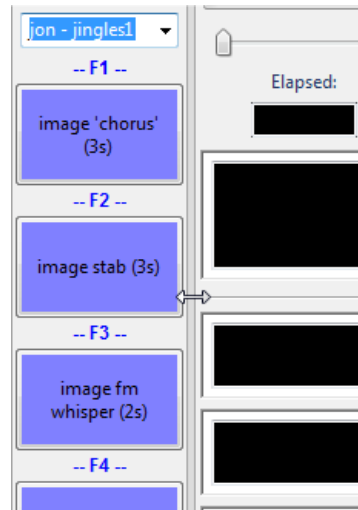 jon - jingles1
-- F1 --
Elapsed:
image 'chorus'
(3s)
-- F2 --
image stab (3s)
-- F3 --
image fm
whisper (2s)
-- F4 --